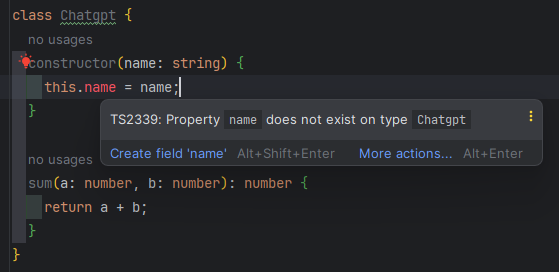 class Chatgpt {
no usages
constructor(name: string) {
this.name = name;
}
TS2339: Property name does not exist on type Chatgpt
Create field 'name' Alt+Shift+Enter More actions... Alt+Enter
no usages
sum(a: number, b: number): number {
return a + b;
}
}